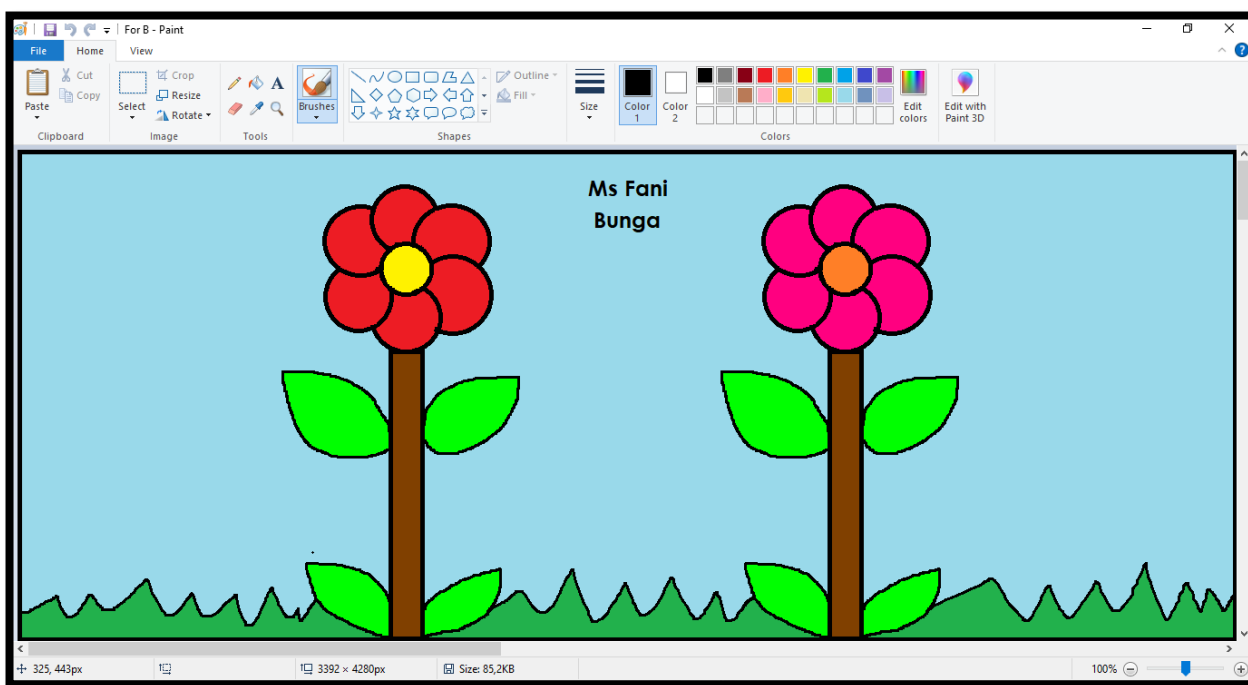 For B - Paint
File Home View
Paste
Cut
Copy
Clipboard
Select
Crop
Resize
Rotate
Image
A
Tools
Brushes
Outline
Fill
Shapes
Size
Color 1
Color 2
Edit colors
Colors
Edit with Paint 3D
?
Ms Fani
Bunga
325, 443px
3392 × 4280px
Size: 85,2KB
100%